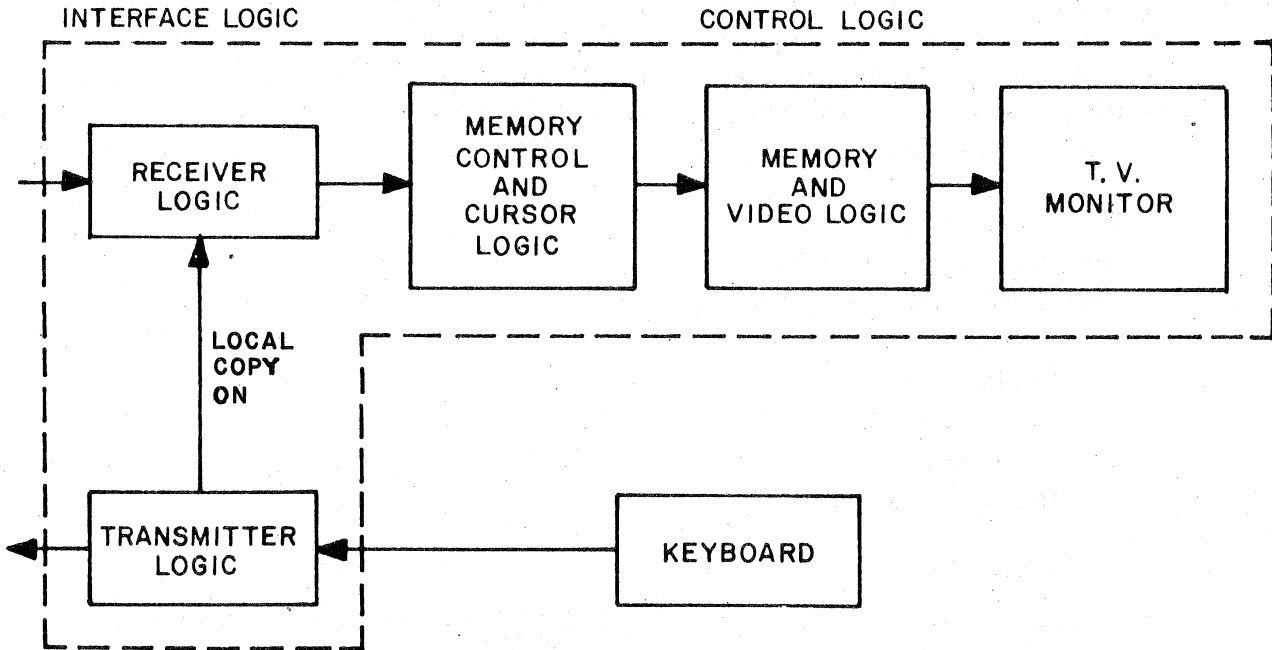 INTERFACE LOGIC
CONTROL LOGIC
RECEIVER
LOGIC
MEMORY
CONTROL
AND
CURSOR
LOGIC
MEMORY
AND
VIDEO LOGIC
T. V.
MONITOR
LOCAL
COPY
ON
TRANSMITTER
LOGIC
KEYBOARD